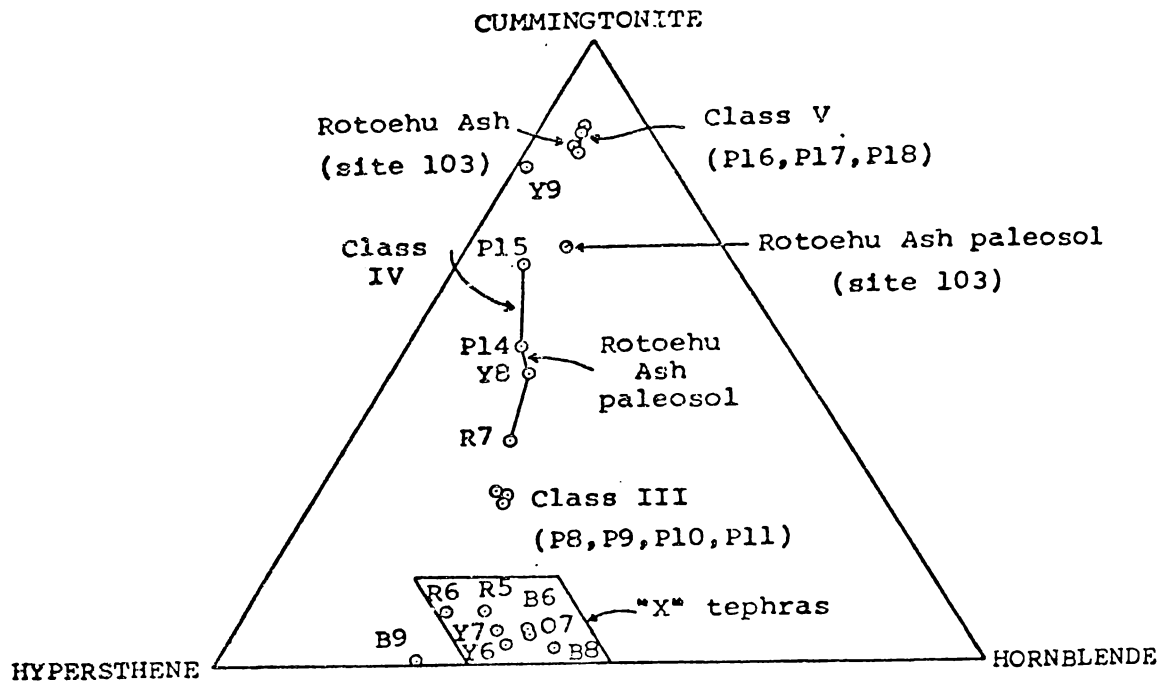 CUMMINGTONITE
Rotoehu Ash
(site 103)
Class V
(P16,P17,P18)
Y9
Class
IV
P15
Rotoehu Ash paleosol
(site 103)
P14
Y8
Rotoehu
Ash
paleosol
R7
Class III
(P8,P9,P10,P11)
R6
R5
B6
"X" tephras
B9
Y7
O7
Y6
B8
HYPERSTHENE
HORNBLENDE